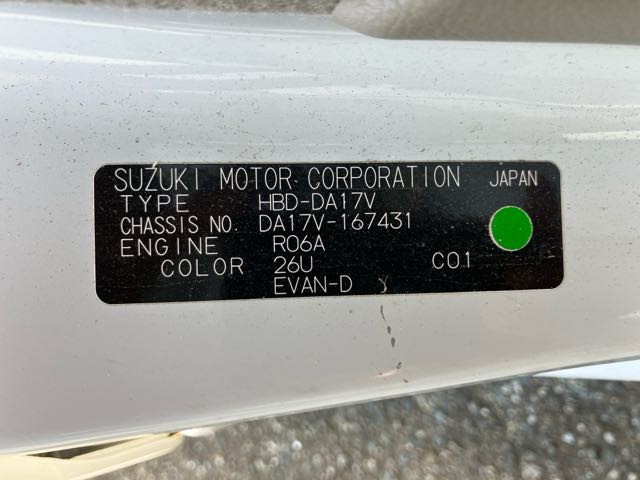 SUZUKI MOTOR CORPORATION JAPAN
TYPE HBD-DA17V
CHASSIS NO. DA17V-167431
ENGINE R06A
COLOR 26U C01
EVAN-D